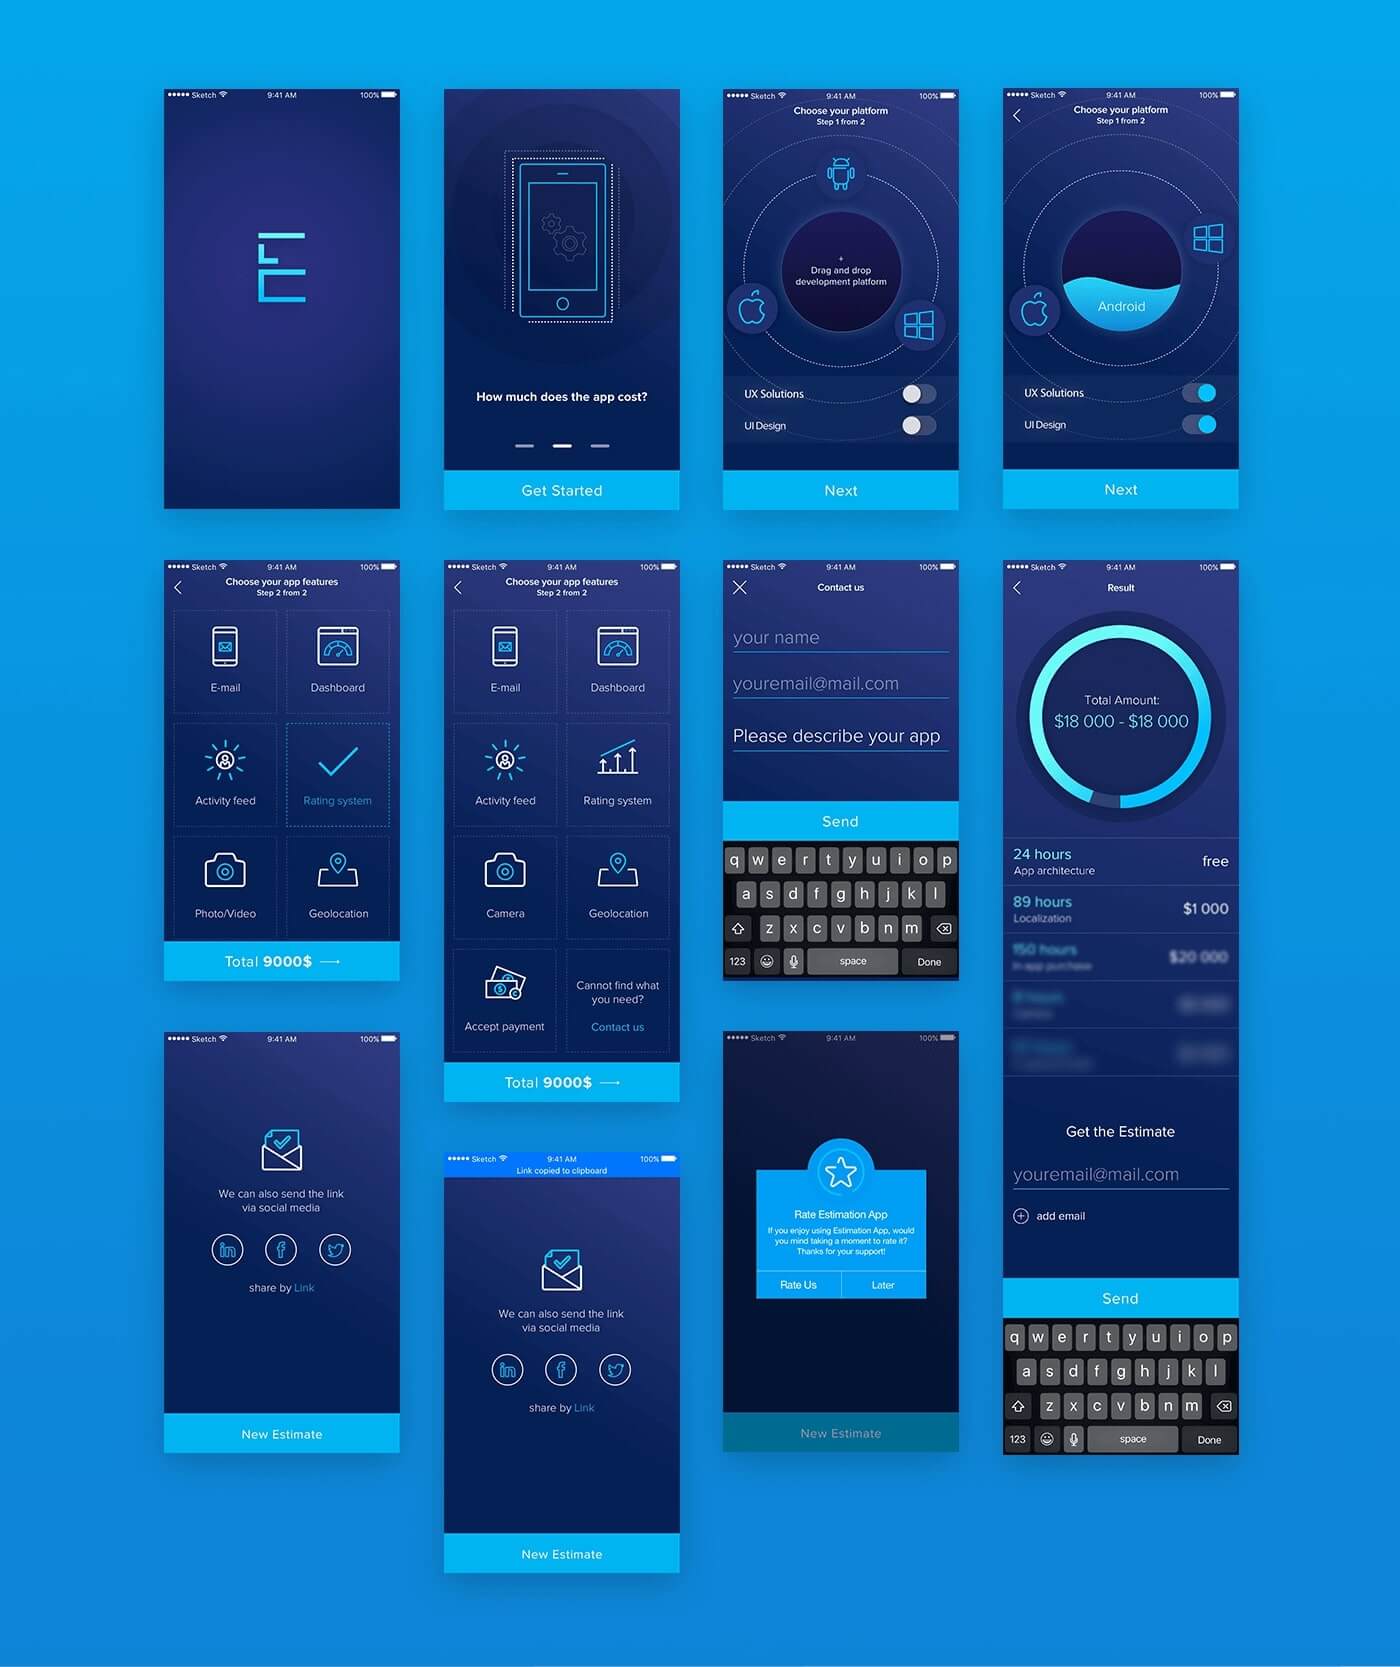 Sketch 9:41 AM 100%
How much does the app cost?
Get Started
Sketch 9:41 AM 100%
Choose your platform
Step 1 from 2
+
Drag and drop
development platform
UX Solutions
UI Design
Next
Sketch 9:41 AM 100%
Choose your platform
Step 1 from 2
Android
UX Solutions
UI Design
Next
Sketch 9:41 AM 100%
Choose your app features
Step 2 from 2
E-mail
Dashboard
Activity feed
Rating system
Photo/Video
Geolocation
Total 9000$
Sketch 9:41 AM 100%
Choose your app features
Step 2 from 2
E-mail
Dashboard
Activity feed
Rating system
Camera
Geolocation
Accept payment
Cannot find what
you need?
Contact us
Total 9000$
Sketch 9:41 AM 100%
Contact us
your name
youremail@mail.com
Please describe your app
Send
q w e r t y u i o p
a s d f g h j k l
z x c v b n m
123 space Done
Sketch 9:41 AM 100%
Result
Total Amount:
$18 000 - $18 000
24 hours
App architecture
free
89 hours
Localization
$1 000
150 hours
In app purchase
$20 000
Get the Estimate
youremail@mail.com
add email
Send
q w e r t y u i o p
a s d f g h j k l
z x c v b n m
123 space Done
Sketch 9:41 AM 100%
We can also send the link
via social media
in f
share by Link
New Estimate
Sketch 9:41 AM 100%
Link copied to clipboard
We can also send the link
via social media
in f
share by Link
New Estimate
Sketch 9:41 AM 100%
Rate Estimation App
If you enjoy using Estimation App, would
you mind taking a moment to rate it?
Thanks for your support!
Rate Us
Later
New Estimate